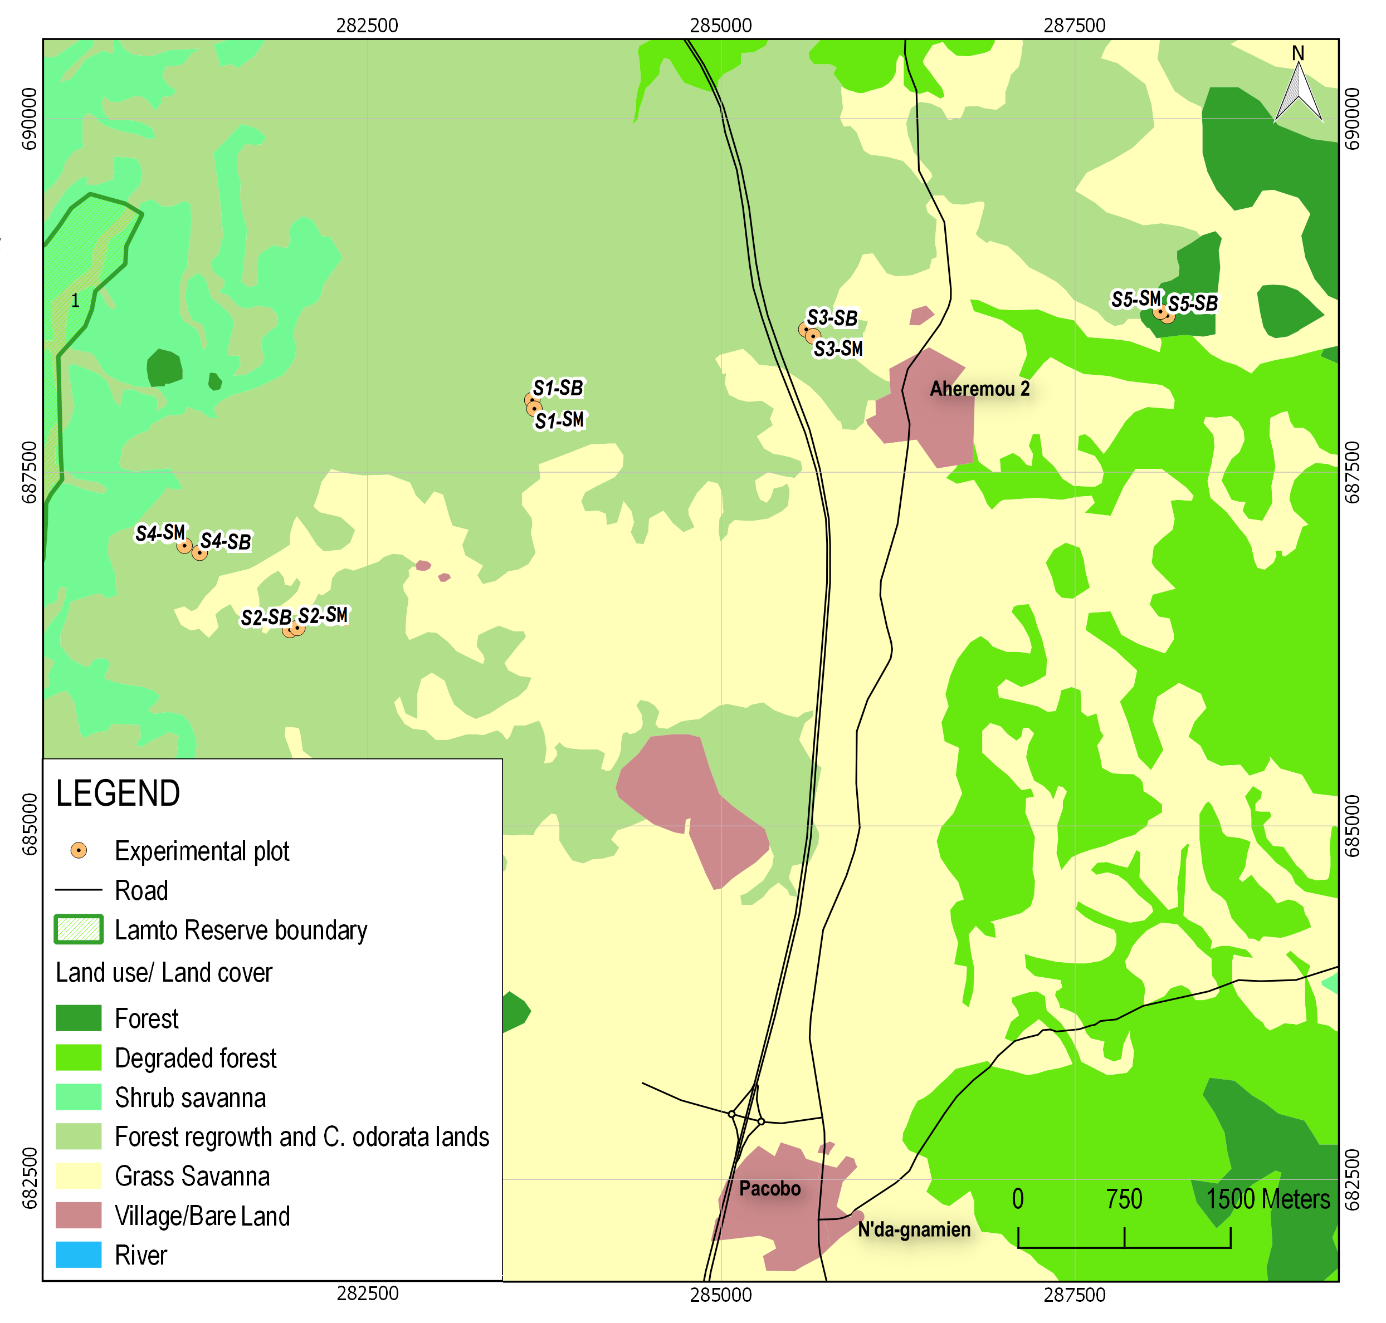 282500
285000
287500
N
690000
690000
1
S5-SM
S5-SB
S3-SB
S3-SM
S1-SB
S1-SM
Aheremou 2
687500
687500
S4-SM
S4-SB
S2-SB
S2-SM
LEGEND
Experimental plot
Road
Lamto Reserve boundary
Land use/ Land cover
Forest
Degraded forest
Shrub savanna
Forest regrowth and C. odorata lands
Grass Savanna
Village/Bare Land
River
685000
685000
682500
682500
Pacobo
N'da-gnamien
0 750 1500 Meters
282500
285000
287500